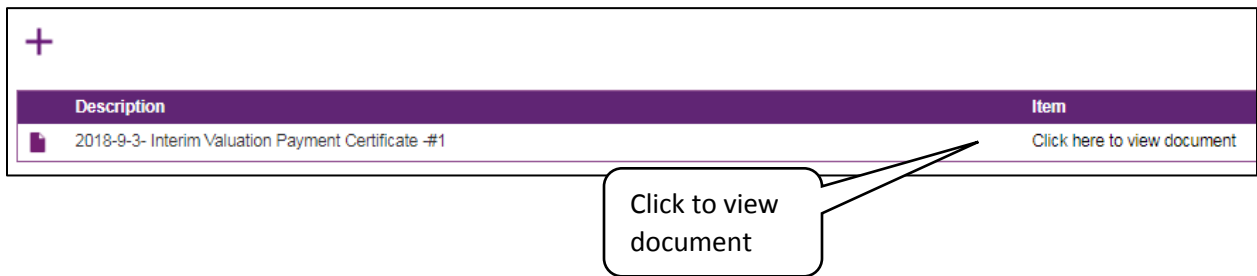 Description Item
2018-9-3- Interim Valuation Payment Certificate -#1 Click here to view document
Click to view
document